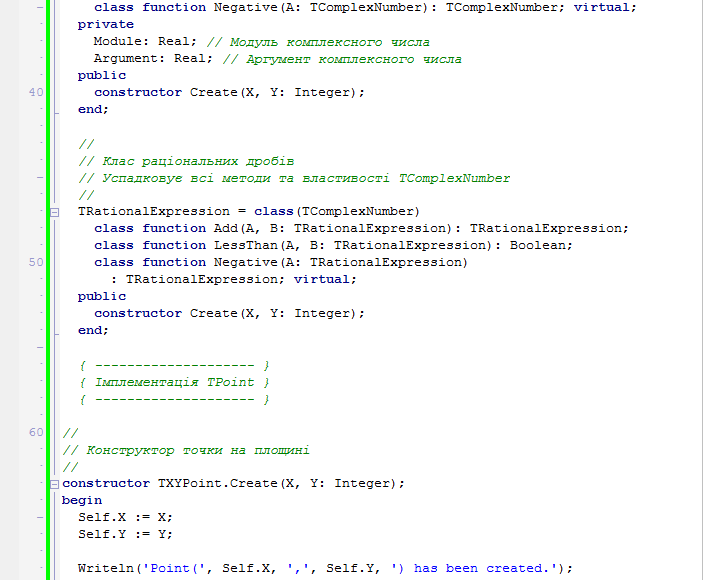 class function Negative(A: TComplexNumber): TComplexNumber; virtual;
private
Module: Real; // Модуль комплексного числа
Argument: Real; // Аргумент комплексного числа
public
40 constructor Create(X, Y: Integer);
end;
//
// Клас раціональних дробів
// Успадковує всі методи та властивості TComplexNumber
//
TRationalExpression = class(TComplexNumber)
class function Add(A, B: TRationalExpression): TRationalExpression;
class function LessThan(A, B: TRationalExpression): Boolean;
50 class function Negative(A: TRationalExpression)
: TRationalExpression; virtual;
public
constructor Create(X, Y: Integer);
end;
{ -------------------- }
{ Імплементація TPoint }
{ -------------------- }
60 //
// Конструктор точки на площині
//
constructor TXYPoint.Create(X, Y: Integer);
begin
Self.X := X;
Self.Y := Y;
Writeln('Point(', Self.X, ',', Self.Y, ') has been created.');